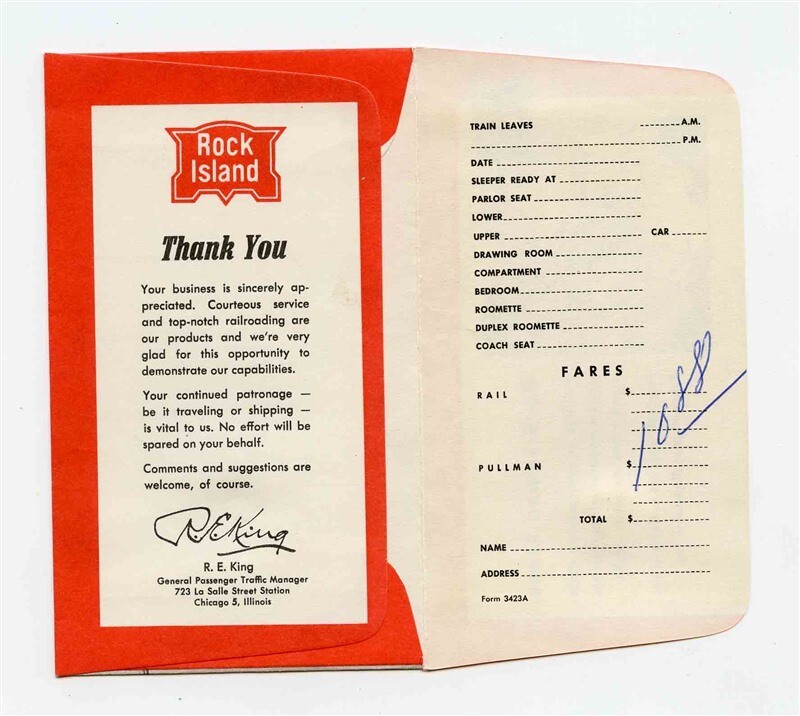 Rock
Island
Thank You
Your business is sincerely ap-
preciated. Courteous service
and top-notch railroading are
our products and we're very
glad for this opportunity to
demonstrate our capabilities.
Your continued patronage —
be it traveling or shipping —
is vital to us. No effort will be
spared on your behalf.
Comments and suggestions are
welcome, of course.
R.E. King
R. E. King
General Passenger Traffic Manager
723 La Salle Street Station
Chicago 5, Illinois
TRAIN LEAVES A.M.
P.M.
DATE
SLEEPER READY AT
PARLOR SEAT
LOWER
UPPER CAR
DRAWING ROOM
COMPARTMENT
BEDROOM
ROOMETTE
DUPLEX ROOMETTE
COACH SEAT
FARES
RAIL $
10 88
PULLMAN $
TOTAL $
NAME
ADDRESS
Form 3423A